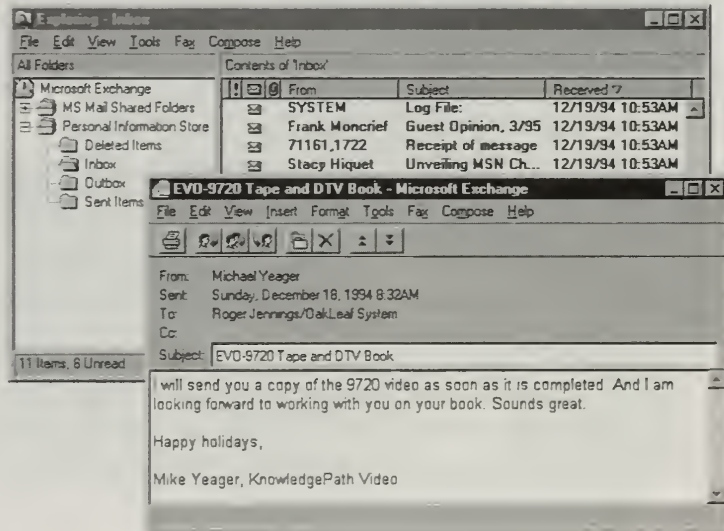 Exploring - Inbox
File Edit View Tools Fax Compose Help
All Folders
Contents of 'Inbox'
Microsoft Exchange
MS Mail Shared Folders
Personal Information Store
Deleted Items
Inbox
Outbox
Sent Items
! From Subject Received
SYSTEM Log File: 12/19/94 10:53AM
Frank Moncrief Guest Opinion, 3/95 12/19/94 10:53AM
71161,1722 Receipt of message 12/19/94 10:53AM
Stacy Hiquet Unveiling MSN Ch... 12/19/94 10:53AM
11 Items, 6 Unread
EVO-9720 Tape and DTV Book - Microsoft Exchange
File Edit View Insert Format Tools Fax Compose Help
From: Michael Yeager
Sent: Sunday, December 18, 1994 8:32AM
To: Roger Jennings/OakLeaf System
Cc:
Subject: EVO-9720 Tape and DTV Book
I will send you a copy of the 9720 video as soon as it is completed. And I am
looking forward to working with you on your book. Sounds great.
Happy holidays,
Mike Yeager, KnowledgePath Video